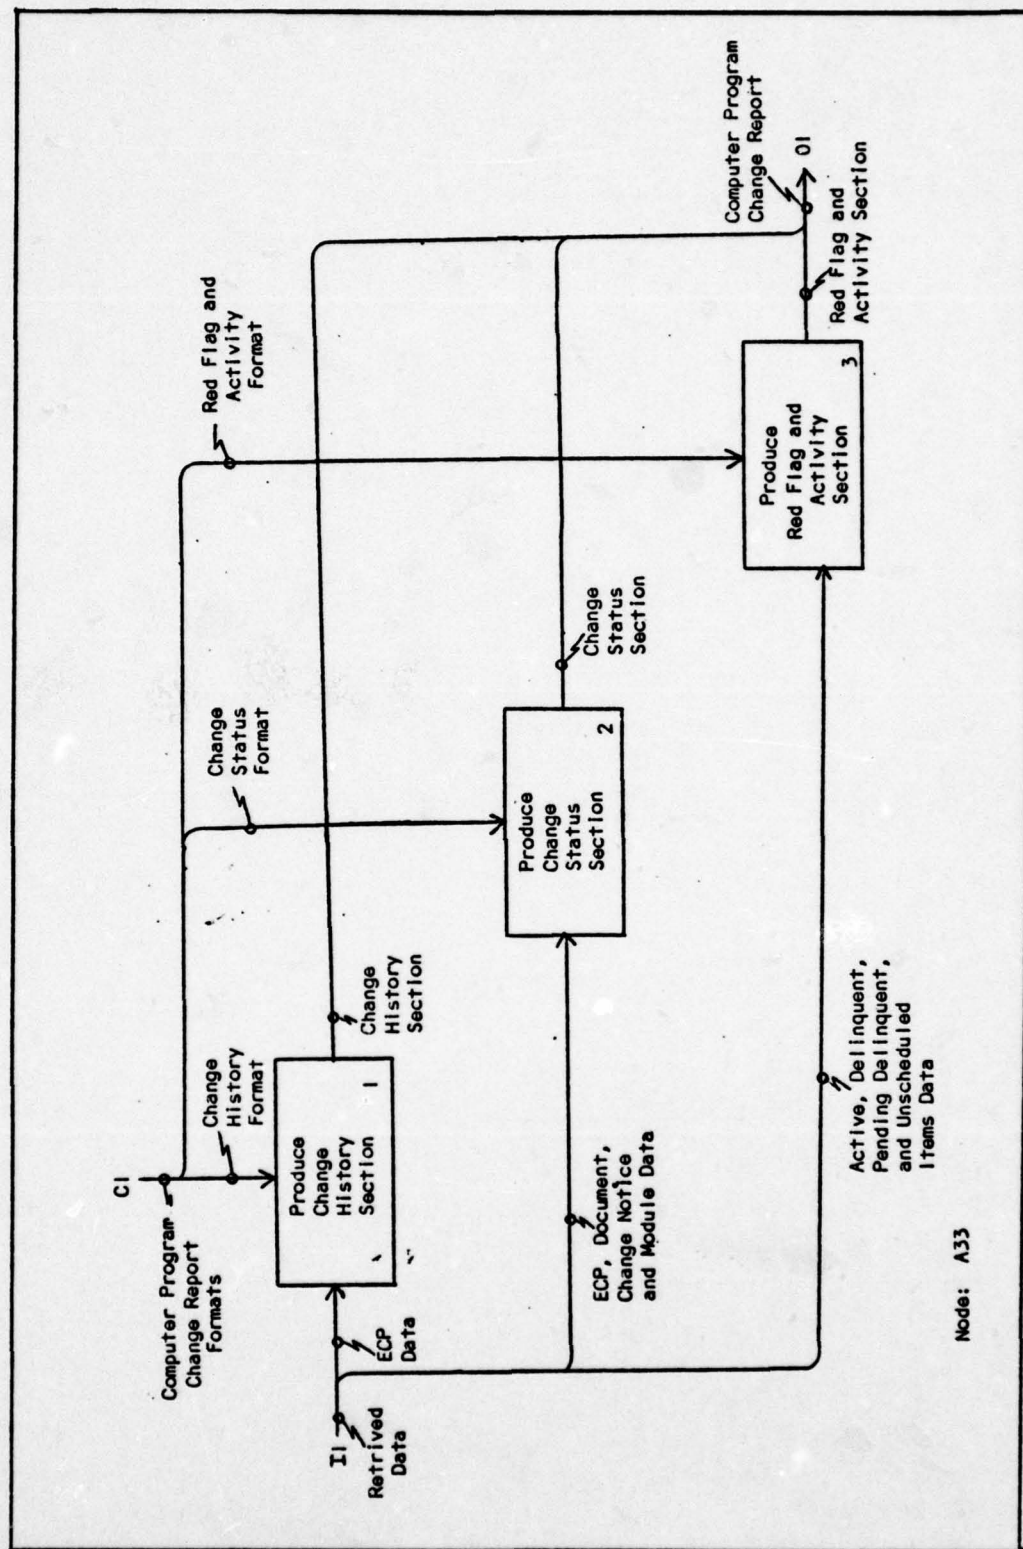 C1
Computer Program
Change Report
Formats
Change
History
Format
Change
Status
Format
Red Flag and
Activity
Format
I1
Retrived
Data
ECP
Data
Produce
Change
History
Section
1
Change
History
Section
ECP, Document,
Change Notice
and Module Data
Produce
Change
Status
Section
2
Change
Status
Section
Active, Delinquent,
Pending Delinquent,
and Unscheduled
Items Data
Produce
Red Flag and
Activity
Section
3
Computer Program
Change Report
O1
Red Flag and
Activity Section
Node: A33